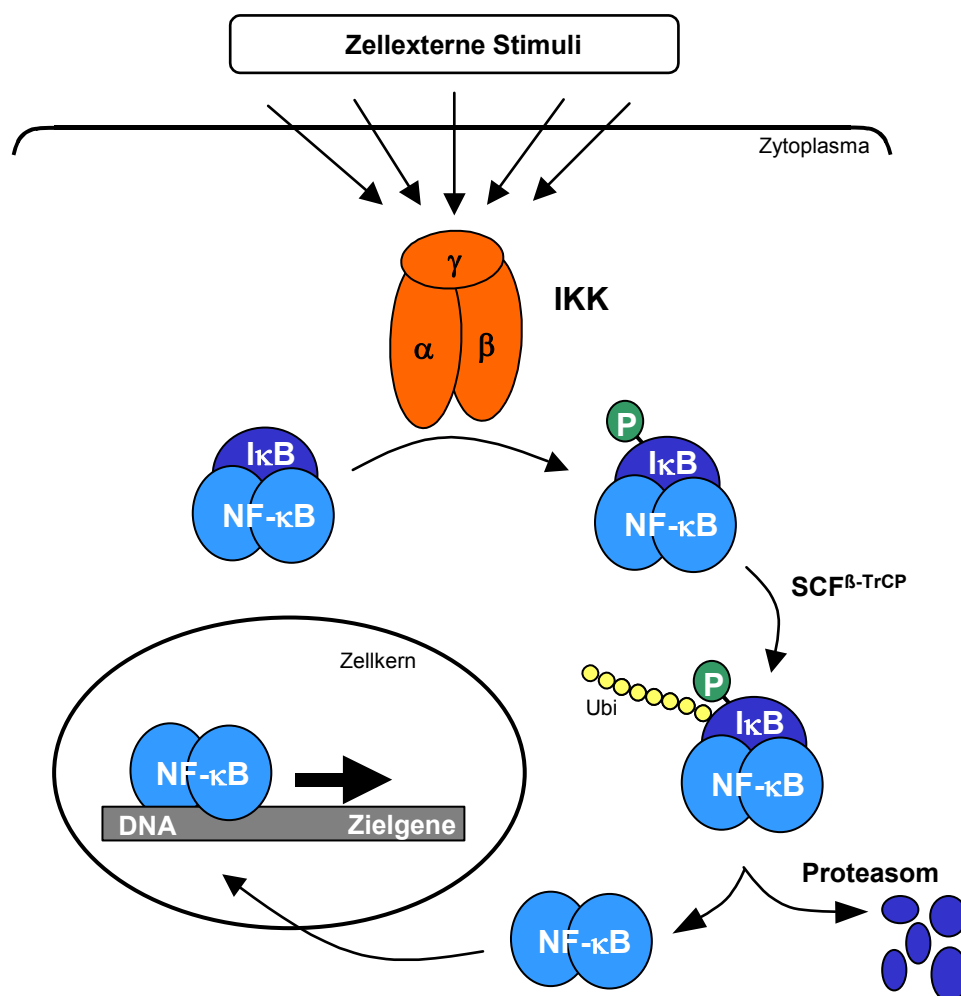 Zellexterne Stimuli
Zytoplasma
γ
IKK
α β
P
IκB
NF-κB
IκB
NF-κB
SCFß-TrCP
Zellkern
P
Ubi
IκB
NF-κB
NF-κB
DNA Zielgene
Proteasom
NF-κB